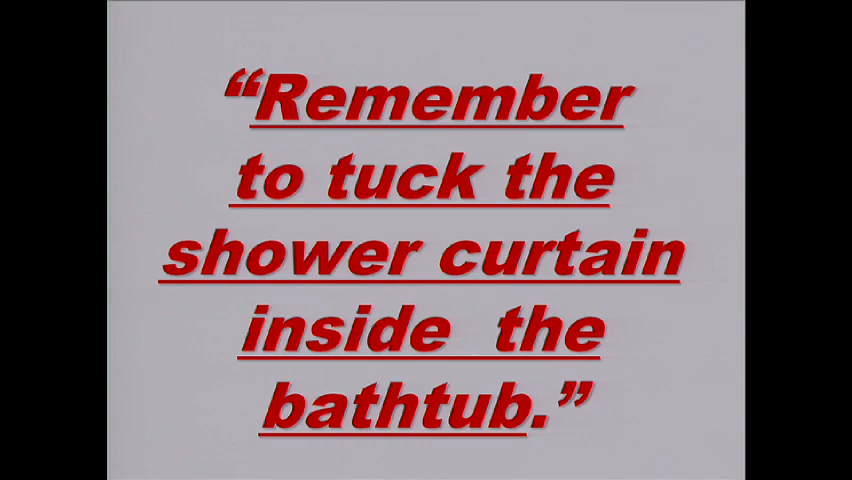 “Remember
to tuck the
shower curtain
inside  the
bathtub.”